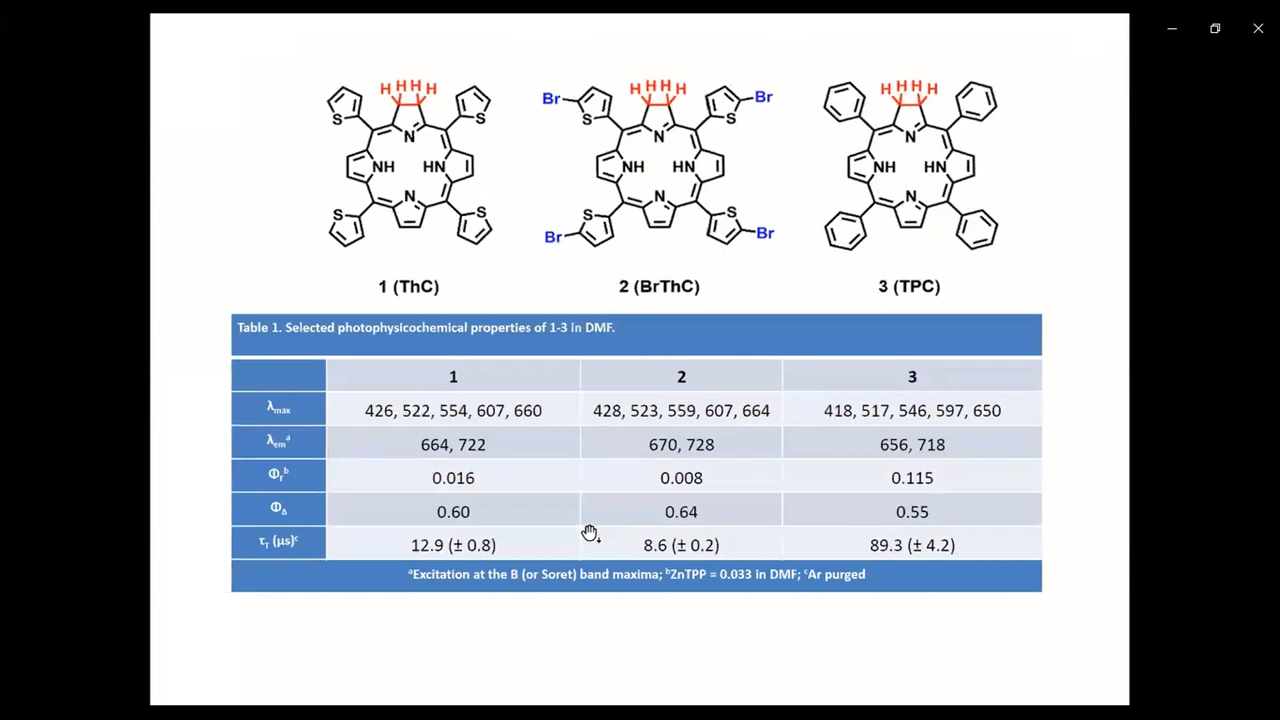 H H H H
S S
N
NH HN
N
S S
1 (ThC)
H H H H
Br S S Br
N
NH HN
N
Br S S Br
2 (BrThC)
H H H H
N
NH HN
N
3 (TPC)
Table 1. Selected photophysicochemical properties of 1-3 in DMF.
1 2 3
λmax 426, 522, 554, 607, 660 428, 523, 559, 607, 664 418, 517, 546, 597, 650
λemᵃ 664, 722 670, 728 656, 718
Φfᵇ 0.016 0.008 0.115
ΦΔ 0.60 0.64 0.55
τT (µs)ᶜ 12.9 (± 0.8) 8.6 (± 0.2) 89.3 (± 4.2)
ᵃExcitation at the B (or Soret) band maxima; ᵇZnTPP = 0.033 in DMF; ᶜAr purged